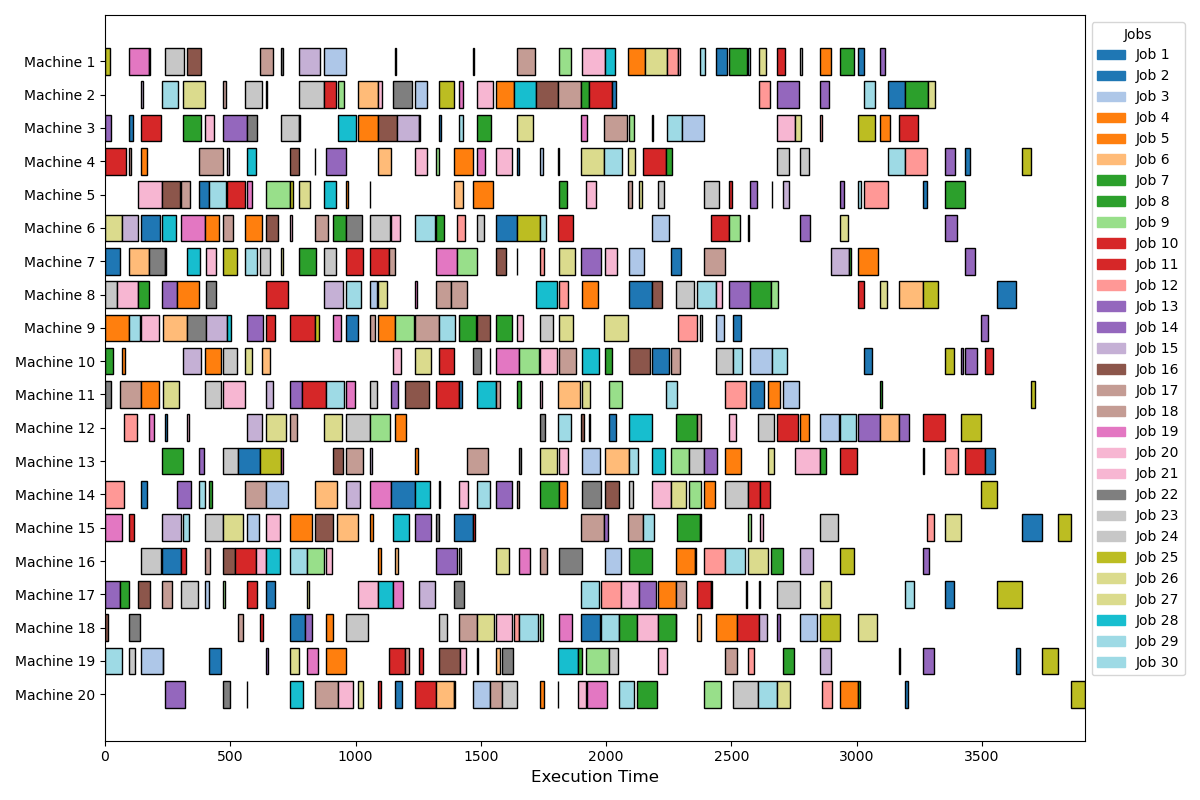 Machine 1
Machine 2
Machine 3
Machine 4
Machine 5
Machine 6
Machine 7
Machine 8
Machine 9
Machine 10
Machine 11
Machine 12
Machine 13
Machine 14
Machine 15
Machine 16
Machine 17
Machine 18
Machine 19
Machine 20
0 500 1000 1500 2000 2500 3000 3500
Execution Time
Jobs
Job 1
Job 2
Job 3
Job 4
Job 5
Job 6
Job 7
Job 8
Job 9
Job 10
Job 11
Job 12
Job 13
Job 14
Job 15
Job 16
Job 17
Job 18
Job 19
Job 20
Job 21
Job 22
Job 23
Job 24
Job 25
Job 26
Job 27
Job 28
Job 29
Job 30